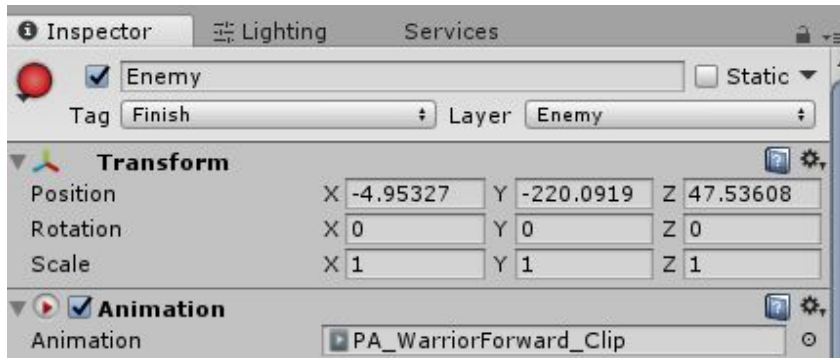 Inspector Lighting Services
Enemy Static
Tag Finish Layer Enemy
Transform
Position X -4.95327 Y -220.0919 Z 47.53608
Rotation X 0 Y 0 Z 0
Scale X 1 Y 1 Z 1
Animation
Animation PA_WarriorForward_Clip